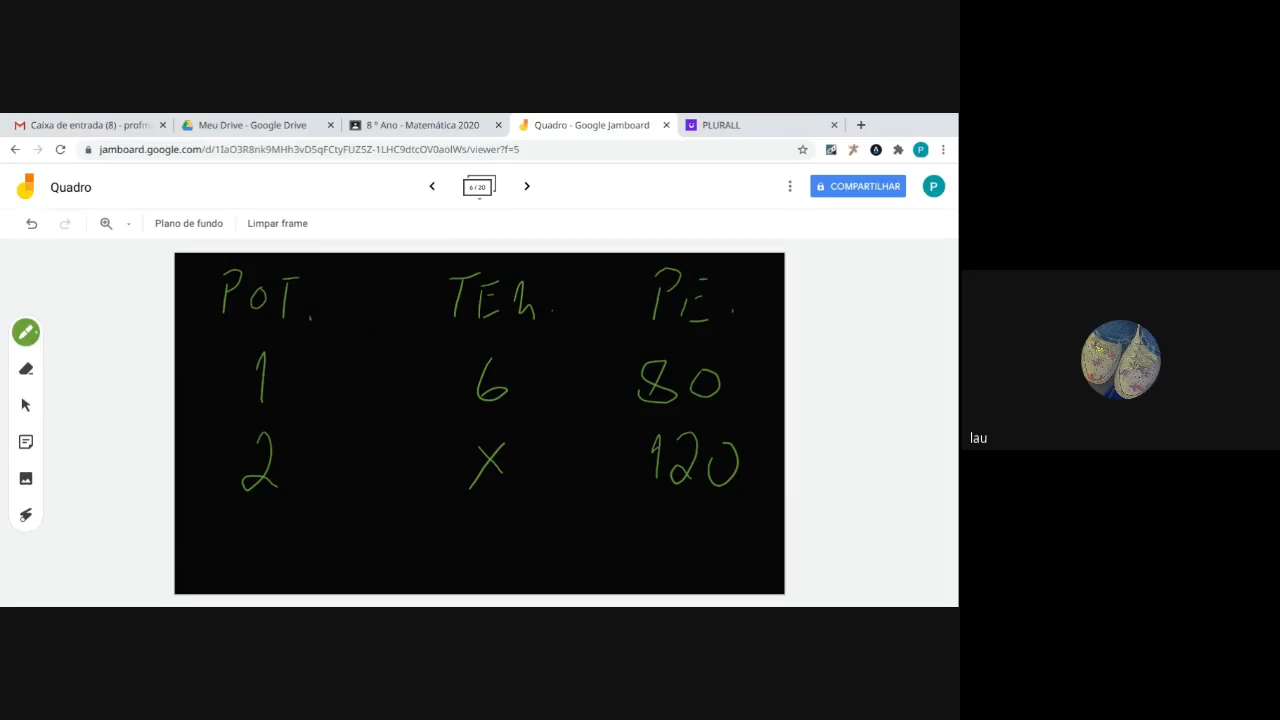 Caixa de entrada (8) - profm
Meu Drive - Google Drive
8 º Ano - Matemática 2020
Quadro - Google Jamboard
PLURALL
jamboard.google.com/d/1IaO3R8nk9MHh3vD5qFCtyFUZ5Z-1LHC9dtcOV0aolWs/viewer?f=5
P
Quadro
6 / 20
COMPARTILHAR
P
Plano de fundo
Limpar frame
POT. TEM. PE.
1 6 80
2 X 120
lau